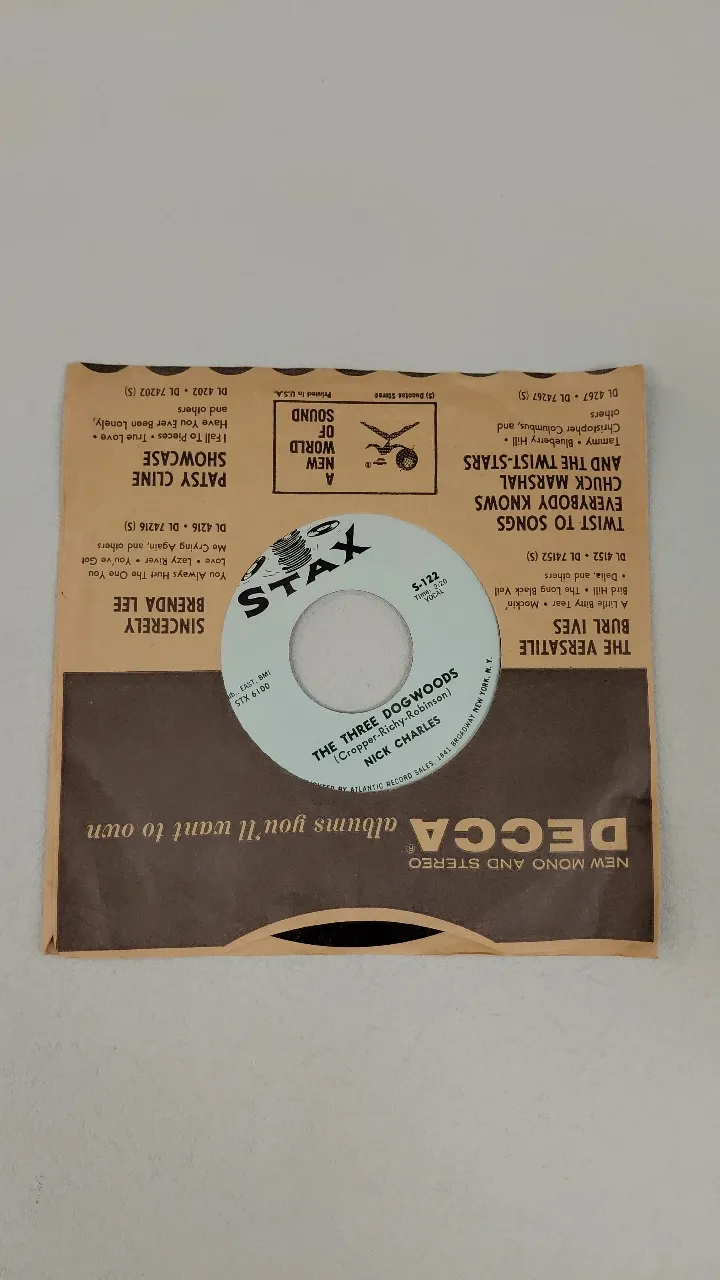 STAX
S-122
Time: 2:20
VOCAL
EAST, BMI
STX 6100
THE THREE DOGWOODS
(Cropper-Richy-Robinson)
NICK CHARLES
BY ATLANTIC RECORD SALES, 1841 BROADWAY NEW YORK, N. Y.
NEW MONO AND STEREO
DECCA® albums you'll want to own
THE VERSATILE
BURL IVES
A Little Bitty Tear • Mockin'
Bird Hill • The Long Black Veil
• Delia, and others
DL 4152 • DL 74152 (S)
TWIST TO SONGS
EVERYBODY KNOWS
CHUCK MARSHAL
AND THE TWIST-STARS
Tammy • Blueberry Hill •
Christopher Columbus, and
others
DL 4267 • DL 74267 (S)
SINCERELY
BRENDA LEE
You Always Hurt The One You
Love • Lazy River • You've Got
Me Crying Again, and others
DL 4216 • DL 74216 (S)
PATSY CLINE
SHOWCASE
I Fall To Pieces • True Love •
Have You Ever Been Lonely,
and others
DL 4202 • DL 74202 (S)
A
NEW
WORLD
OF
SOUND
®
(S) Denotes Stereo
Printed in U.S.A.